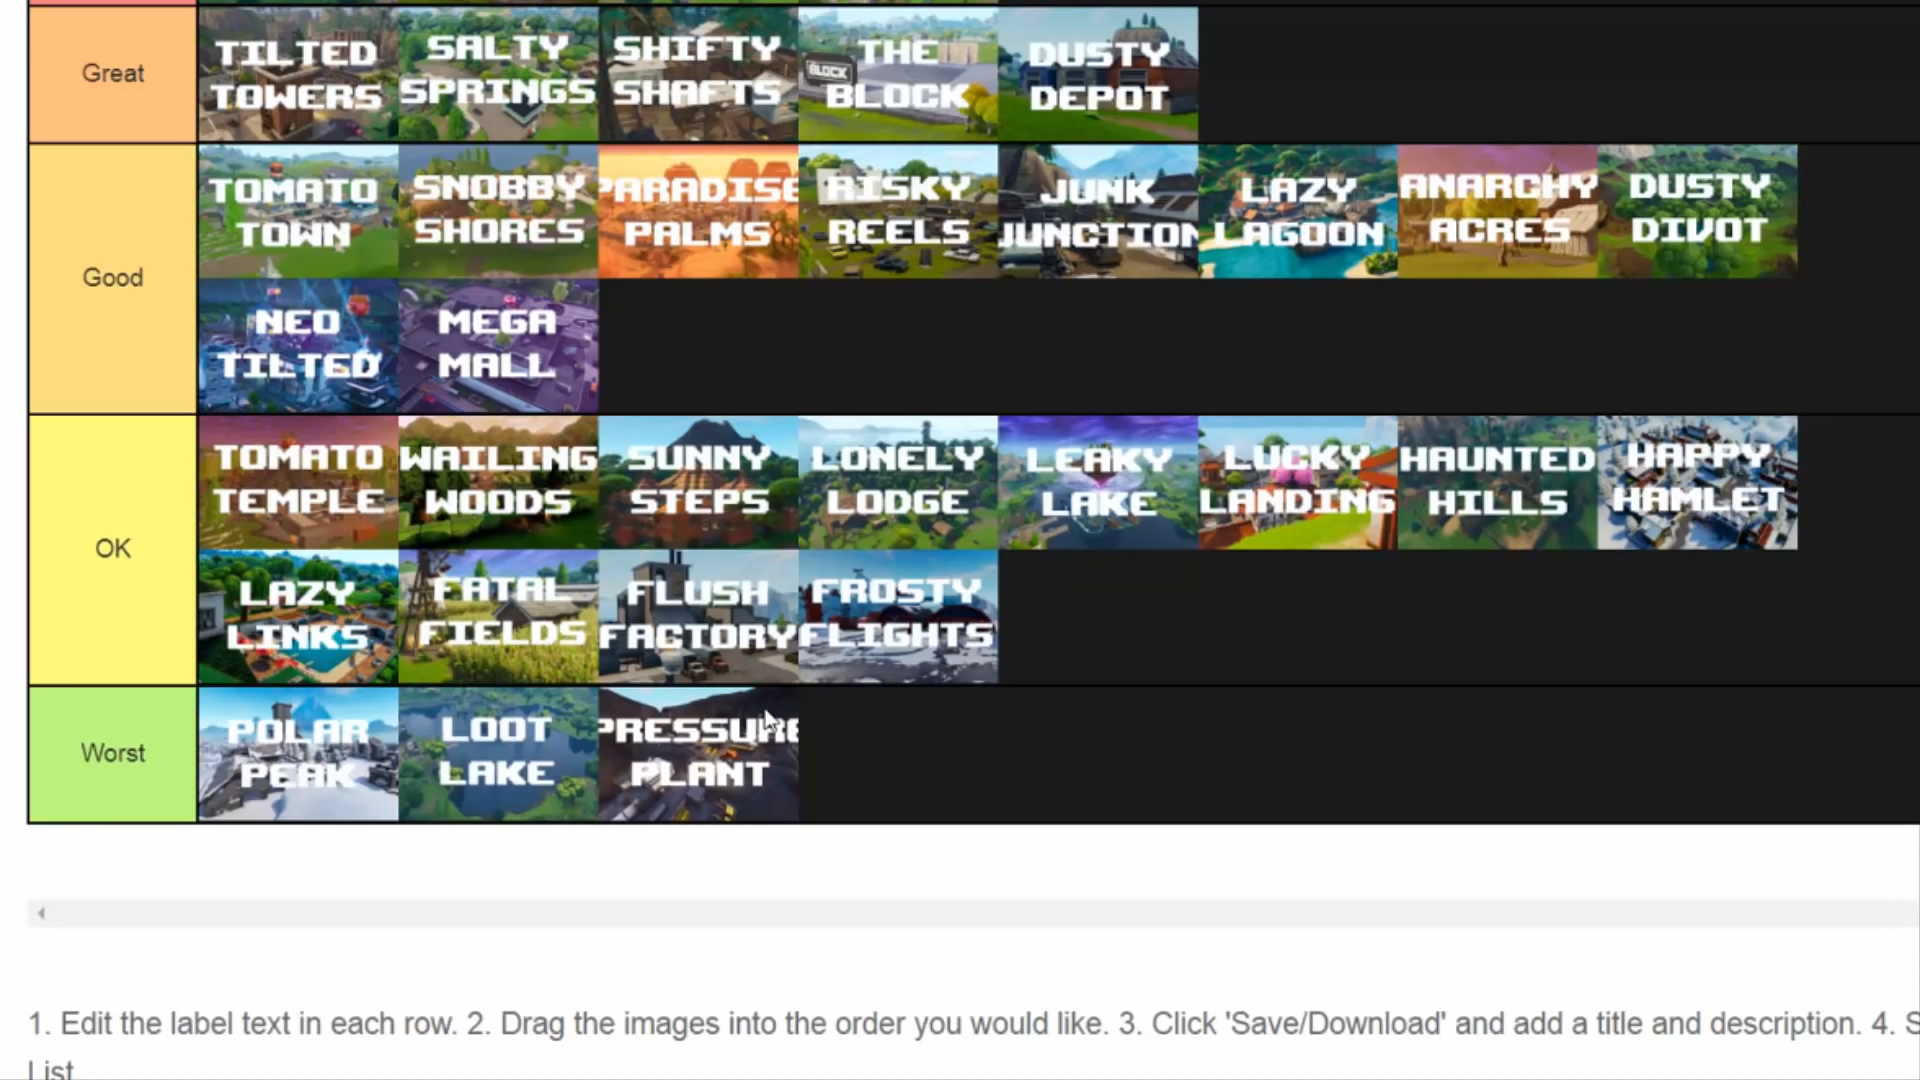 Great
TILTED TOWERS
SALTY SPRINGS
SHIFTY SHAFTS
BLOCK
THE BLOCK
DUSTY DEPOT
Good
TOMATO TOWN
SNOBBY SHORES
PARADISE PALMS
RISKY REELS
JUNK JUNCTION
LAZY LAGOON
ANARCHY ACRES
DUSTY DIVOT
NEO TILTED
MEGA MALL
OK
TOMATO TEMPLE
WAILING WOODS
SUNNY STEPS
LONELY LODGE
LEAKY LAKE
LUCKY LANDING
HAUNTED HILLS
HAPPY HAMLET
LAZY LINKS
FATAL FIELDS
FLUSH FACTORY
FROSTY FLIGHTS
Worst
POLAR PEAK
LOOT LAKE
PRESSURE PLANT
1. Edit the label text in each row. 2. Drag the images into the order you would like. 3. Click 'Save/Download' and add a title and description. 4. S
List